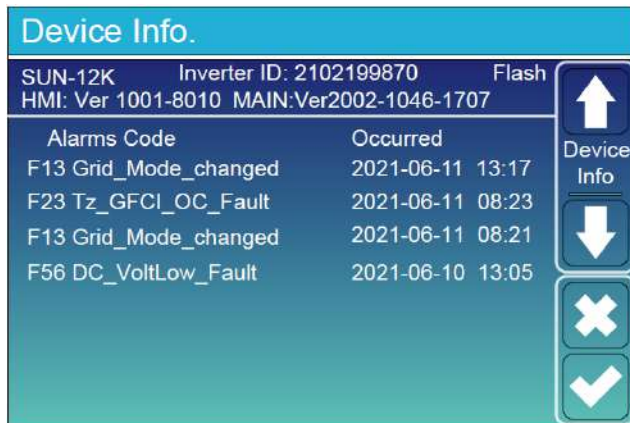 Device Info.
SUN-12K Inverter ID: 2102199870 Flash
HMI: Ver 1001-8010 MAIN:Ver2002-1046-1707
Alarms Code Occurred
F13 Grid_Mode_changed 2021-06-11 13:17
F23 Tz_GFCI_OC_Fault 2021-06-11 08:23
F13 Grid_Mode_changed 2021-06-11 08:21
F56 DC_VoltLow_Fault 2021-06-10 13:05
Device
Info